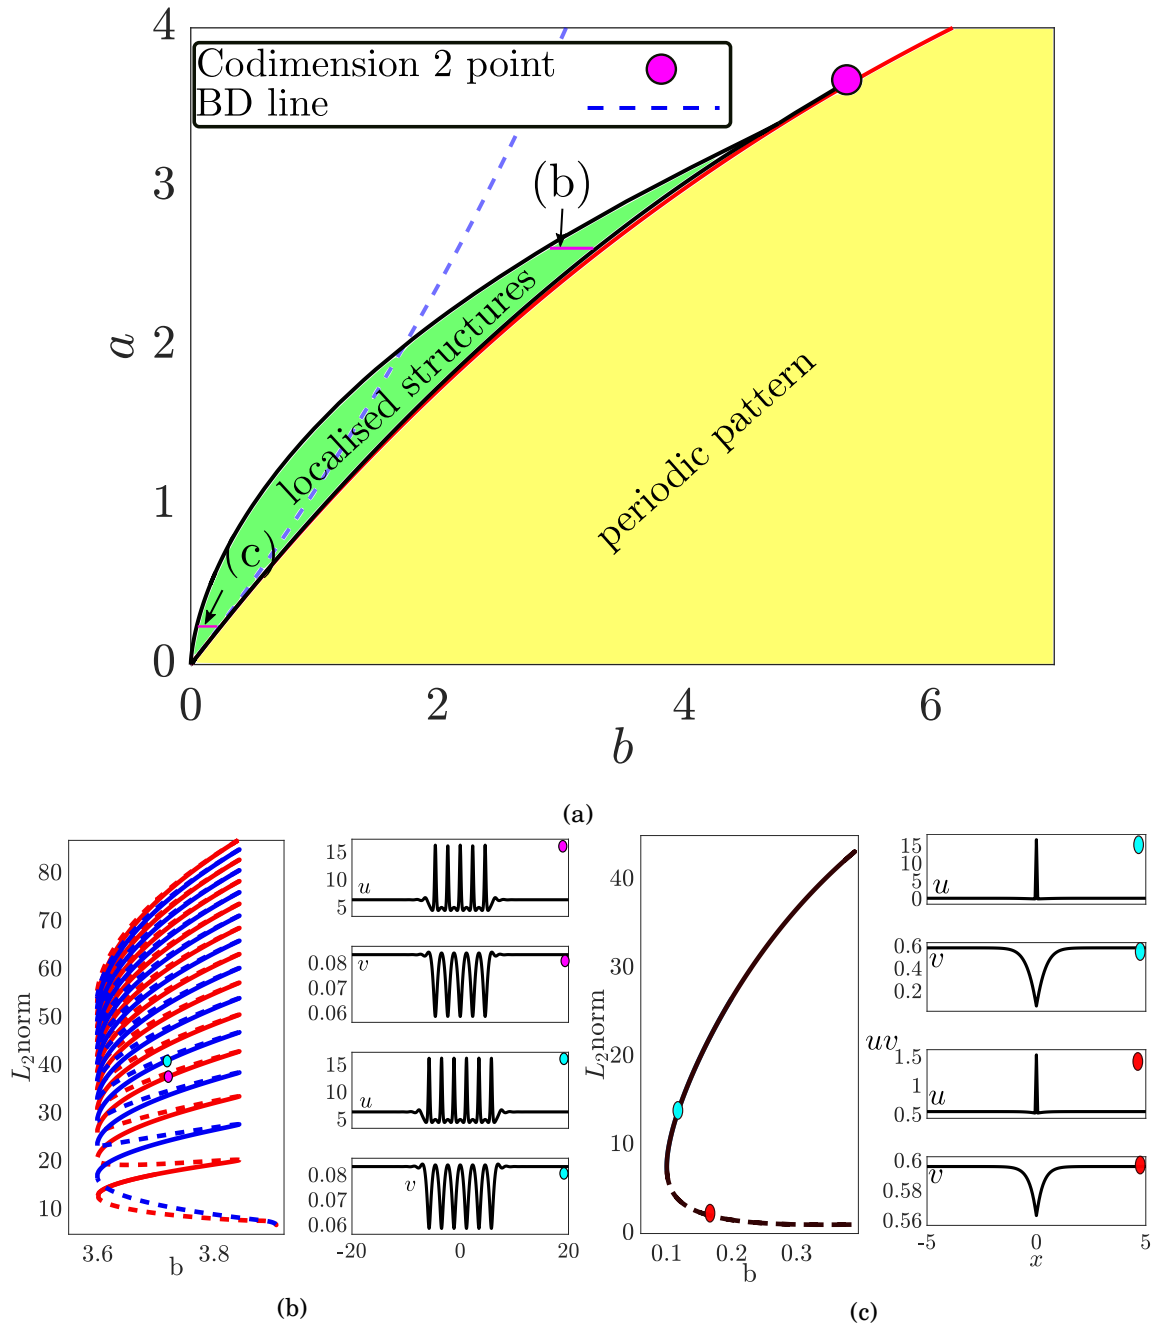 4
Codimension 2 point
BD line
3
(b)
a
2
localised structures
periodic pattern
1
(c)
0
0 2 4 6
b
(a)
80
70
60
50
40
30
20
10
L2norm
3.6 3.8
b
15
10
5
u
0.08
0.07
0.06
v
15
10
5
u
0.08
0.07
0.06
v
-20 0 20
(b)
40
30
20
10
0
L2norm
0.1 0.2 0.3
b
15
10
5
0
u
0.6
0.4
0.2
v
uv
1.5
1
0.5
u
0.6
0.58
0.56
v
-5 0 5
x
(c)